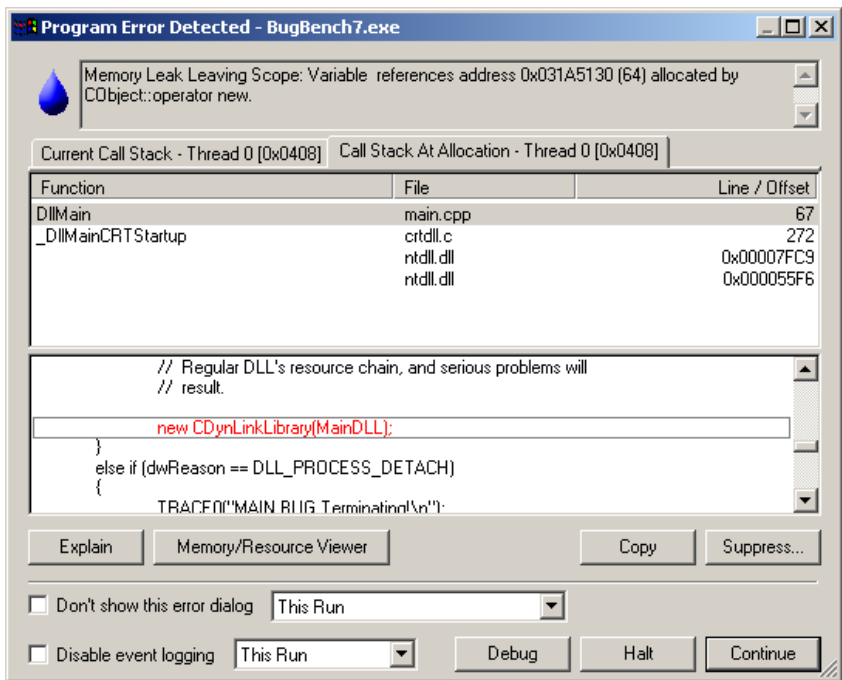 Program Error Detected - BugBench7.exe
Memory Leak Leaving Scope: Variable references address 0x031A5130 (64) allocated by
CObject::operator new.
Current Call Stack - Thread 0 [0x0408] Call Stack At Allocation - Thread 0 [0x0408]
Function File Line / Offset
DllMain main.cpp 67
_DllMainCRTStartup crtdll.c 272
ntdll.dll 0x00007FC9
ntdll.dll 0x000055F6
// Regular DLL's resource chain, and serious problems will
// result.
new CDynLinkLibrary(MainDLL);
}
else if (dwReason == DLL_PROCESS_DETACH)
{
TRACE0("MAIN.BUG Terminating!\n");
Explain Memory/Resource Viewer Copy Suppress...
Don't show this error dialog This Run
Disable event logging This Run Debug Halt Continue